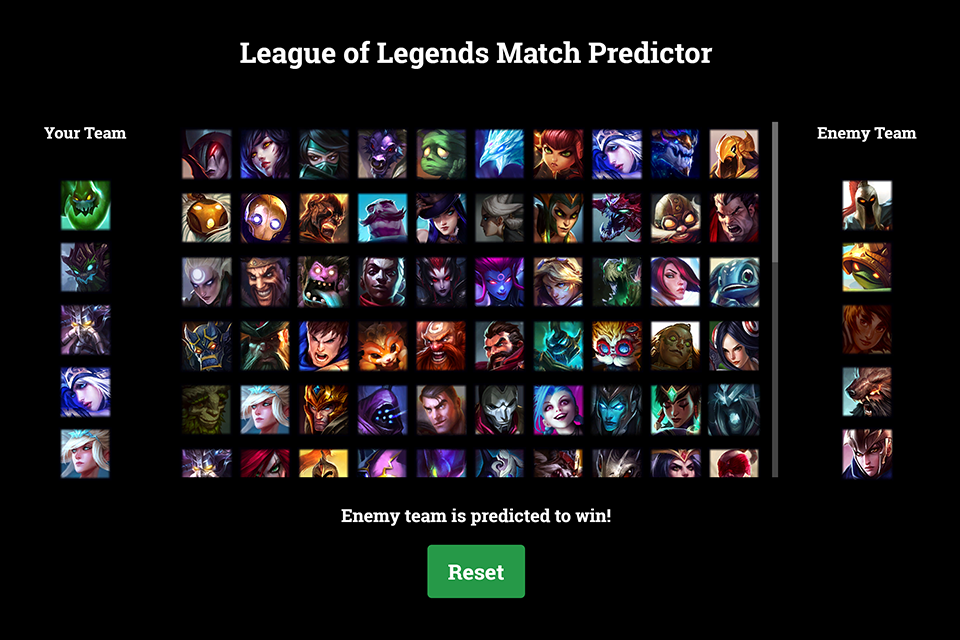 League of Legends Match Predictor
Your Team
Enemy Team
Enemy team is predicted to win!
Reset